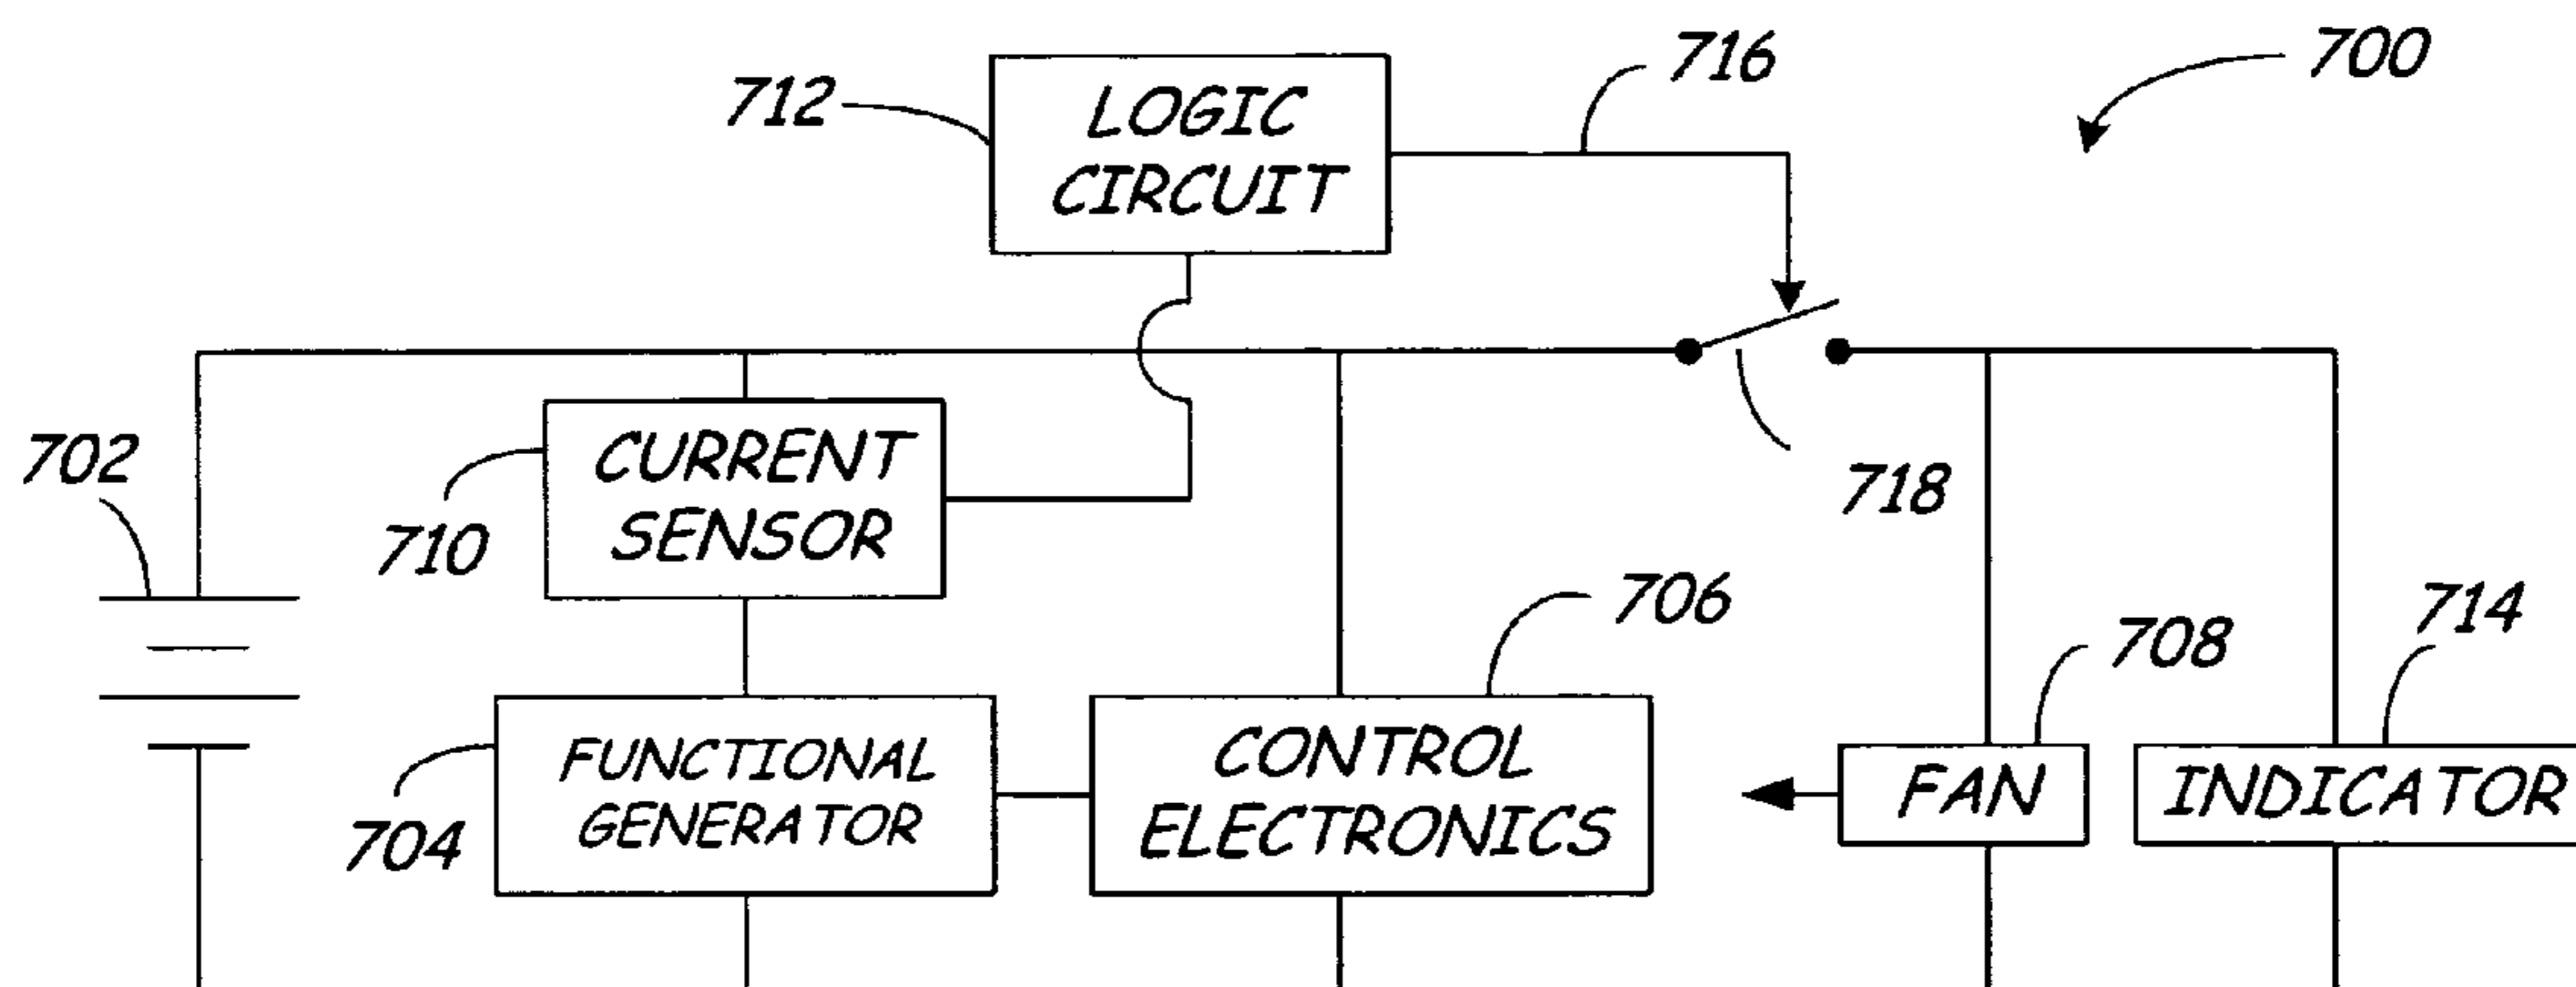 700
716
712
LOGIC
CIRCUIT
702
CURRENT
SENSOR
710
718
706
714
708
FUNCTIONAL
GENERATOR
704
CONTROL
ELECTRONICS
FAN
INDICATOR